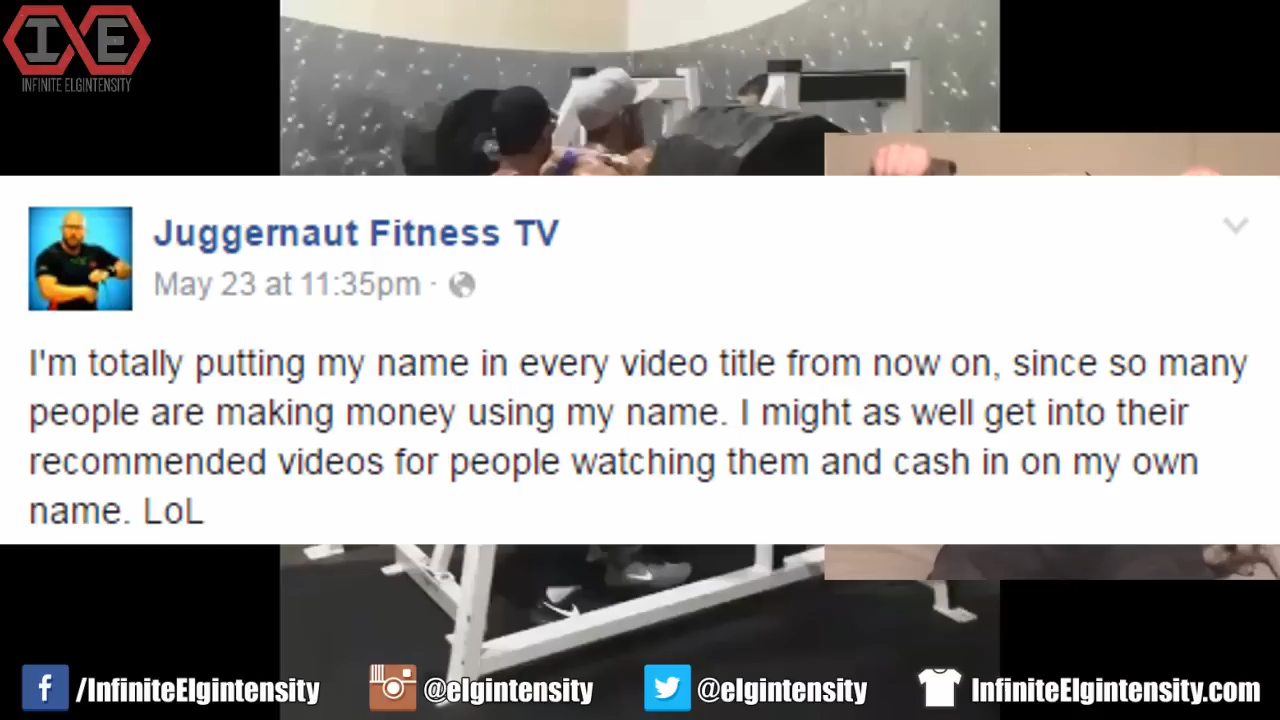 IE
INFINITE ELGINTENSITY
Juggernaut Fitness TV
May 23 at 11:35pm ·
I'm totally putting my name in every video title from now on, since so many
people are making money using my name. I might as well get into their
recommended videos for people watching them and cash in on my own
name. LoL
f /InfiniteElgintensity @elgintensity @elgintensity InfiniteElgintensity.com